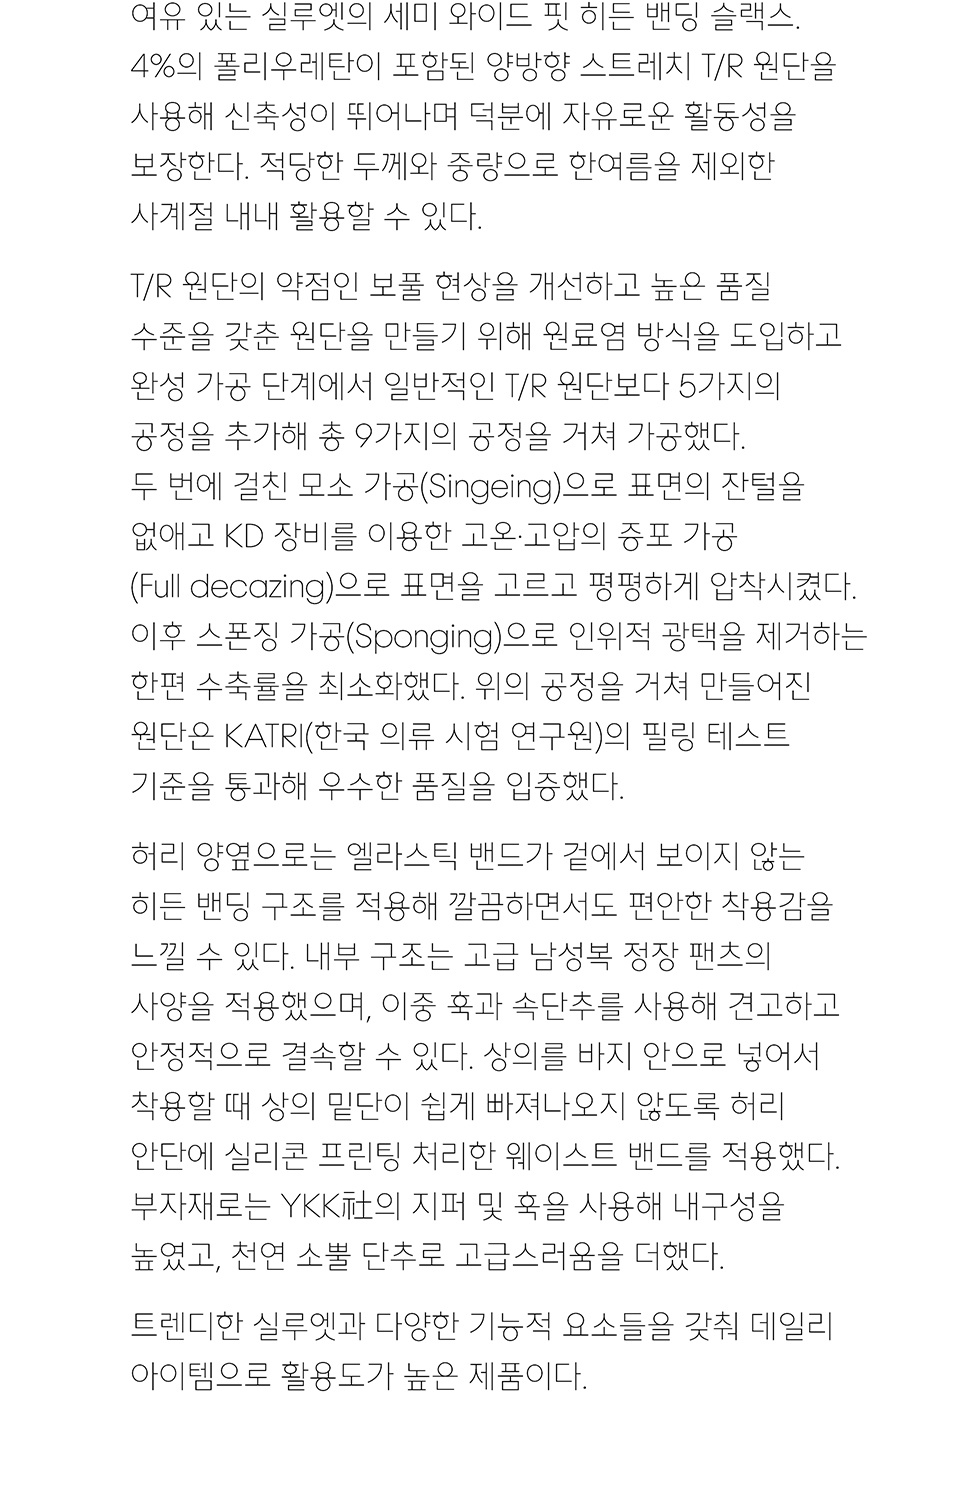 여유 있는 실루엣의 세미 와이드 핏 히든 밴딩 슬랙스.
4%의 폴리우레탄이 포함된 양방향 스트레치 T/R 원단을
사용해 신축성이 뛰어나며 덕분에 자유로운 활동성을
보장한다. 적당한 두께와 중량으로 한여름을 제외한
사계절 내내 활용할 수 있다.
T/R 원단의 약점인 보풀 현상을 개선하고 높은 품질
수준을 갖춘 원단을 만들기 위해 원료염 방식을 도입하고
완성 가공 단계에서 일반적인 T/R 원단보다 5가지의
공정을 추가해 총 9가지의 공정을 거쳐 가공했다.
두 번에 걸친 모소 가공(Singeing)으로 표면의 잔털을
없애고 KD 장비를 이용한 고온·고압의 증포 가공
(Full decazing)으로 표면을 고르고 평평하게 압착시켰다.
이후 스폰징 가공(Sponging)으로 인위적 광택을 제거하는
한편 수축률을 최소화했다. 위의 공정을 거쳐 만들어진
원단은 KATRI(한국 의류 시험 연구원)의 필링 테스트
기준을 통과해 우수한 품질을 입증했다.
허리 양옆으로는 엘라스틱 밴드가 겉에서 보이지 않는
히든 밴딩 구조를 적용해 깔끔하면서도 편안한 착용감을
느낄 수 있다. 내부 구조는 고급 남성복 정장 팬츠의
사양을 적용했으며, 이중 훅과 속단추를 사용해 견고하고
안정적으로 결속할 수 있다. 상의를 바지 안으로 넣어서
착용할 때 상의 밑단이 쉽게 빠져나오지 않도록 허리
안단에 실리콘 프린팅 처리한 웨이스트 밴드를 적용했다.
부자재로는 YKK社의 지퍼 및 훅을 사용해 내구성을
높였고, 천연 소뿔 단추로 고급스러움을 더했다.
트렌디한 실루엣과 다양한 기능적 요소들을 갖춰 데일리
아이템으로 활용도가 높은 제품이다.